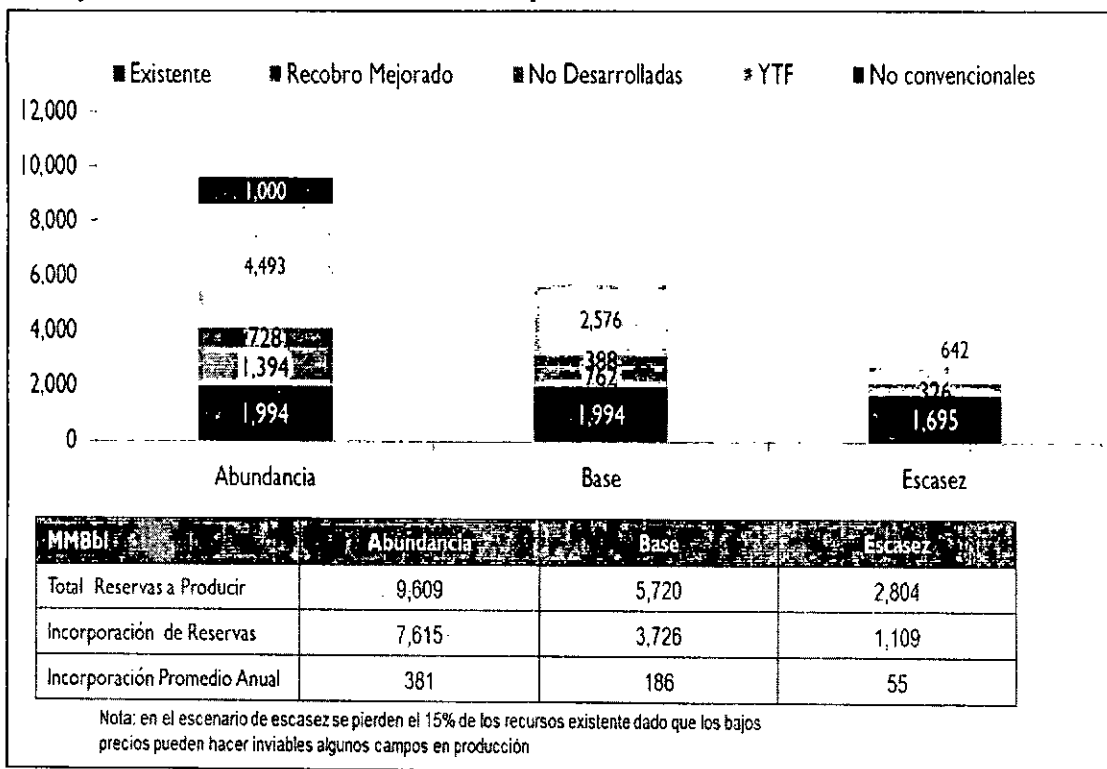 Existente Recobro Mejorado No Desarrolladas YTF No convencionales
12,000
10,000
1,000
8,000
6,000
4,493
2,576
4,000
728
388
642
1,394
762
326
2,000
1,994
1,994
1,695
0
Abundancia Base Escasez
MMBbl Abundancia Base Escasez
Total Reservas a Producir 9,609 5,720 2,804
Incorporación de Reservas 7,615 3,726 1,109
Incorporación Promedio Anual 381 186 55
Nota: en el escenario de escasez se pierden el 15% de los recursos existente dado que los bajos
precios pueden hacer inviables algunos campos en producción